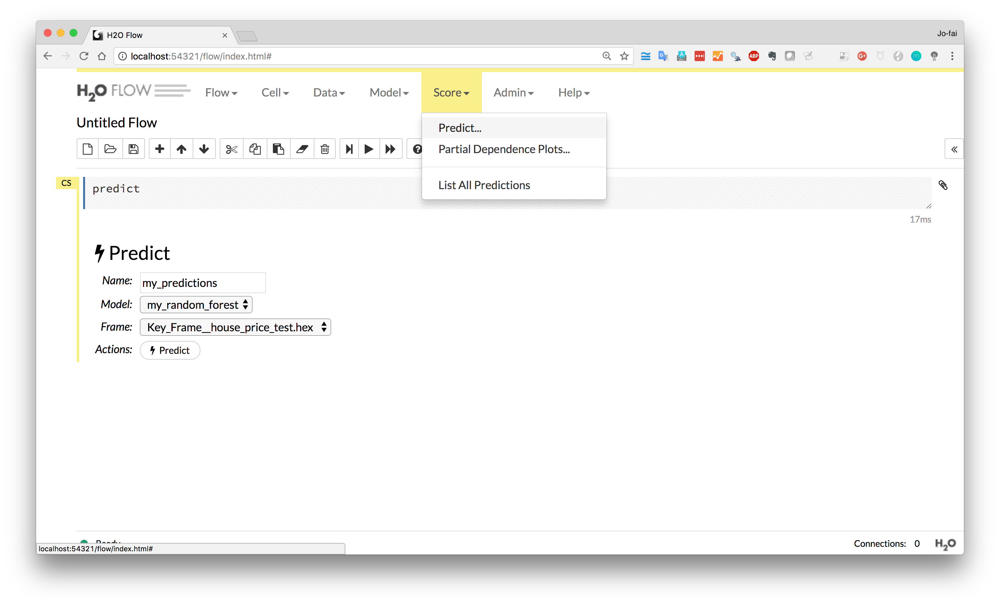 H2O Flow
Jo-fai
localhost:54321/flow/index.html#
H2O FLOW Flow Cell Data Model Score Admin Help
Untitled Flow
Predict...
Partial Dependence Plots...
List All Predictions
CS
predict
17ms
Predict
Name: my_predictions
Model: my_random_forest
Frame: Key_Frame__house_price_test.hex
Actions: Predict
Ready
Connections: 0 H2O
localhost:54321/flow/index.html#